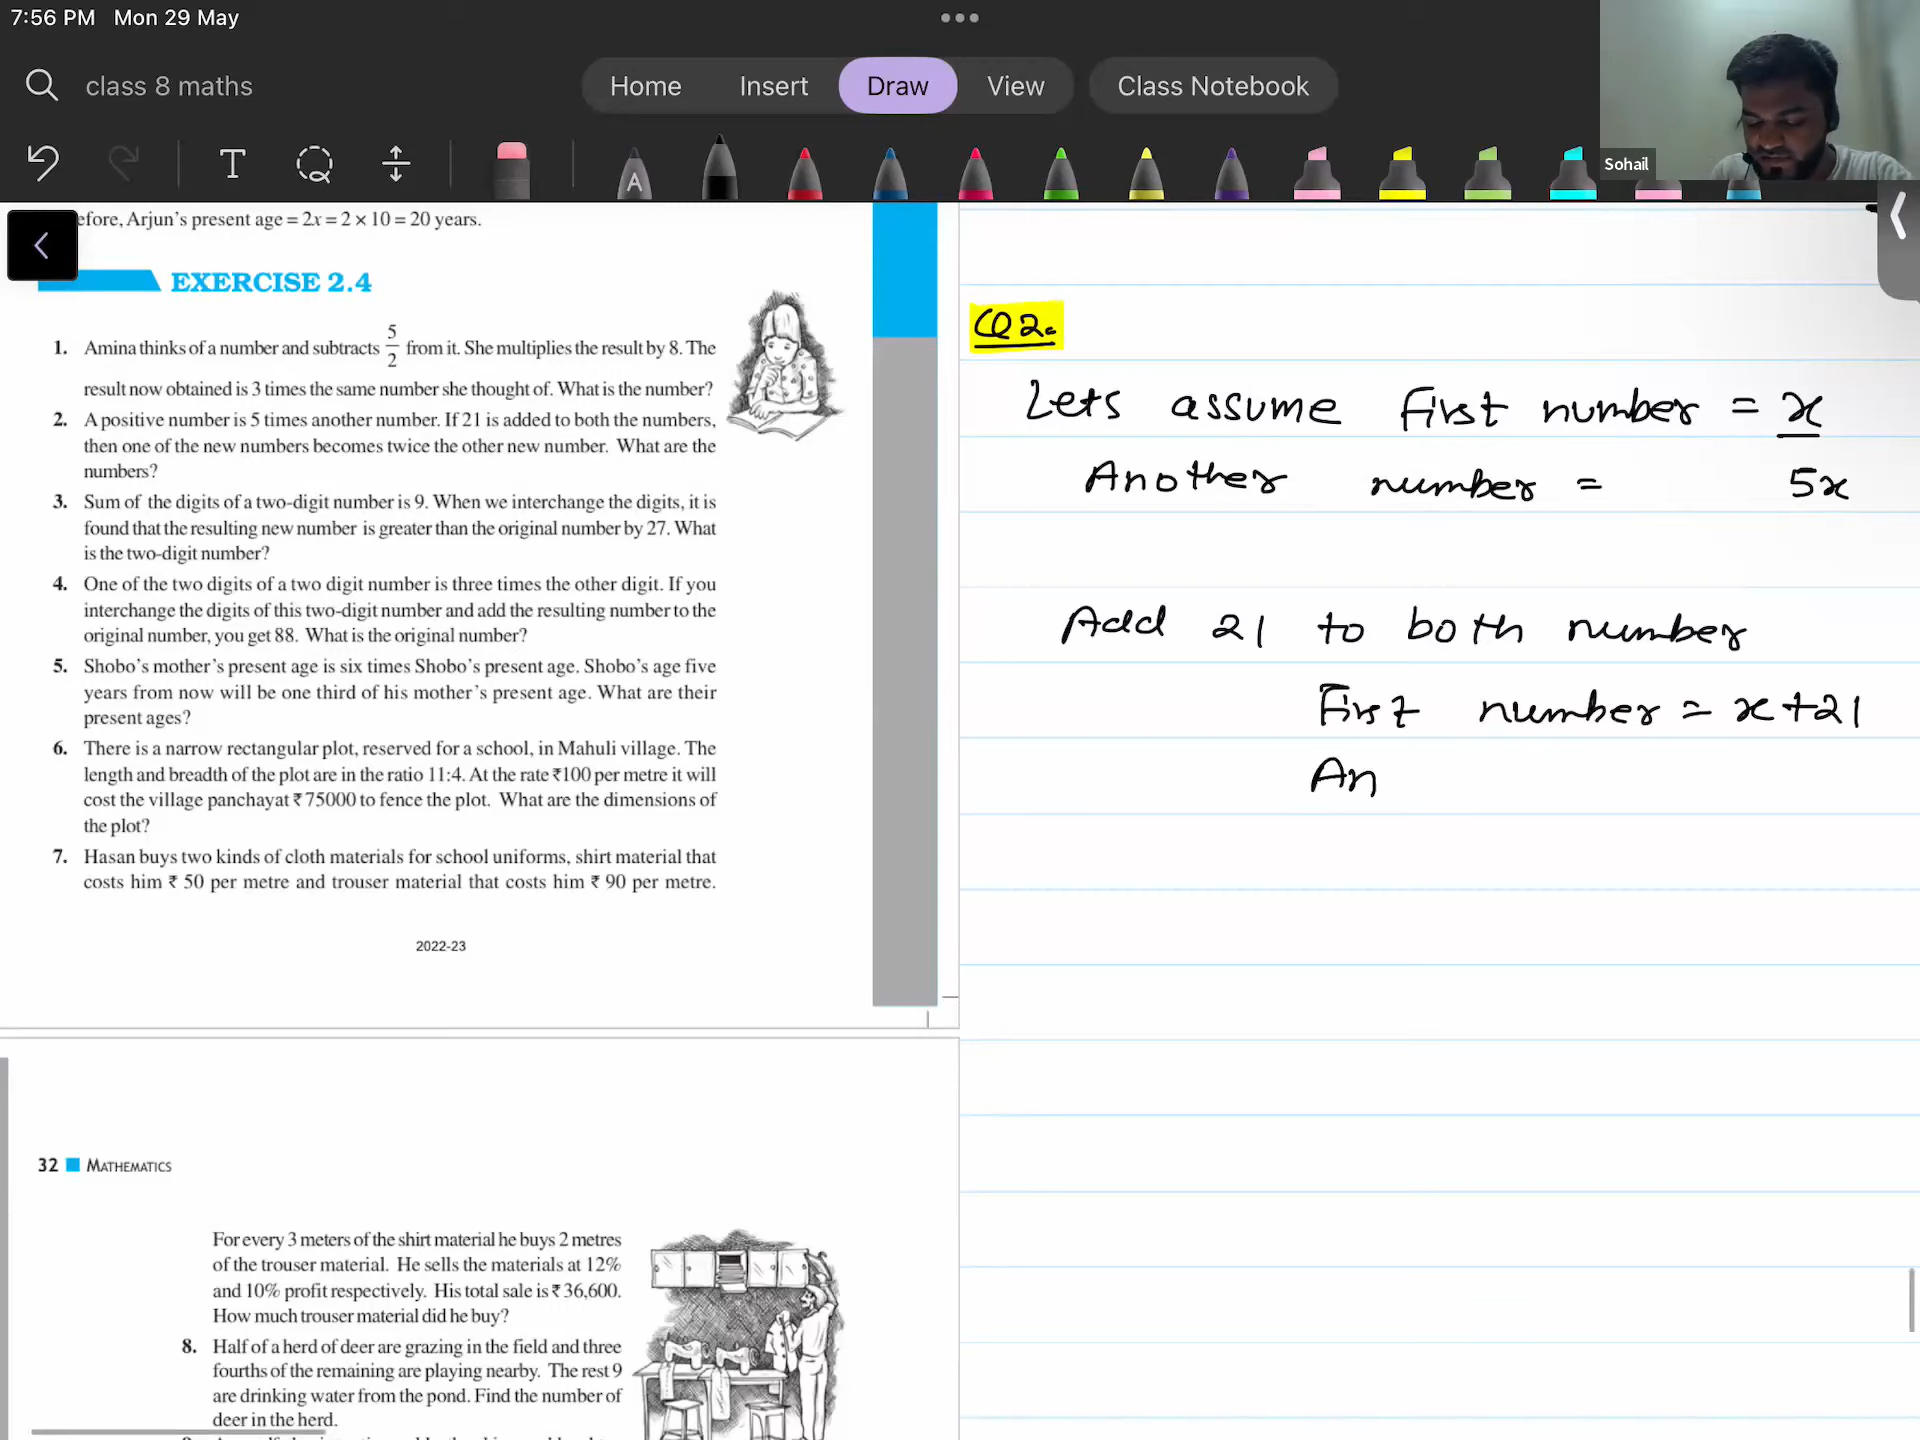 7:56 PM Mon 29 May
class 8 maths
Home Insert Draw View Class Notebook
T
A
Sohail
efore, Arjun's present age = 2x = 2 × 10 = 20 years.
EXERCISE 2.4
1. Amina thinks of a number and subtracts 5/2 from it. She multiplies the result by 8. The
result now obtained is 3 times the same number she thought of. What is the number?
2. A positive number is 5 times another number. If 21 is added to both the numbers,
then one of the new numbers becomes twice the other new number. What are the
numbers?
3. Sum of the digits of a two-digit number is 9. When we interchange the digits, it is
found that the resulting new number is greater than the original number by 27. What
is the two-digit number?
4. One of the two digits of a two digit number is three times the other digit. If you
interchange the digits of this two-digit number and add the resulting number to the
original number, you get 88. What is the original number?
5. Shobo's mother's present age is six times Shobo's present age. Shobo's age five
years from now will be one third of his mother's present age. What are their
present ages?
6. There is a narrow rectangular plot, reserved for a school, in Mahuli village. The
length and breadth of the plot are in the ratio 11:4. At the rate ₹100 per metre it will
cost the village panchayat ₹ 75000 to fence the plot. What are the dimensions of
the plot?
7. Hasan buys two kinds of cloth materials for school uniforms, shirt material that
costs him ₹ 50 per metre and trouser material that costs him ₹ 90 per metre.
2022-23
32 MATHEMATICS
For every 3 meters of the shirt material he buys 2 metres
of the trouser material. He sells the materials at 12%
and 10% profit respectively. His total sale is ₹ 36,600.
How much trouser material did he buy?
8. Half of a herd of deer are grazing in the field and three
fourths of the remaining are playing nearby. The rest 9
are drinking water from the pond. Find the number of
deer in the herd.
Q2.
Lets assume First number = x
Another number = 5x
Add 21 to both number
First number = x+21
An